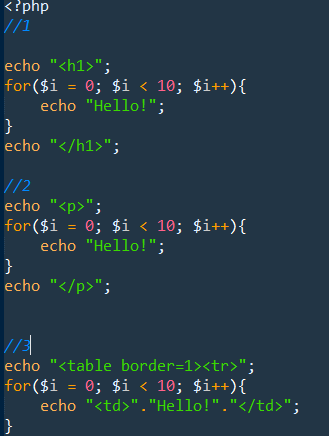 <?php
//1
echo "<h1>";
for($i = 0; $i < 10; $i++){
    echo "Hello!";
}
echo "</h1>";
//2
echo "<p>";
for($i = 0; $i < 10; $i++){
    echo "Hello!";
}
echo "</p>";
//3
echo "<table border=1><tr>";
for($i = 0; $i < 10; $i++){
    echo "<td>"."Hello!"."</td>";
}